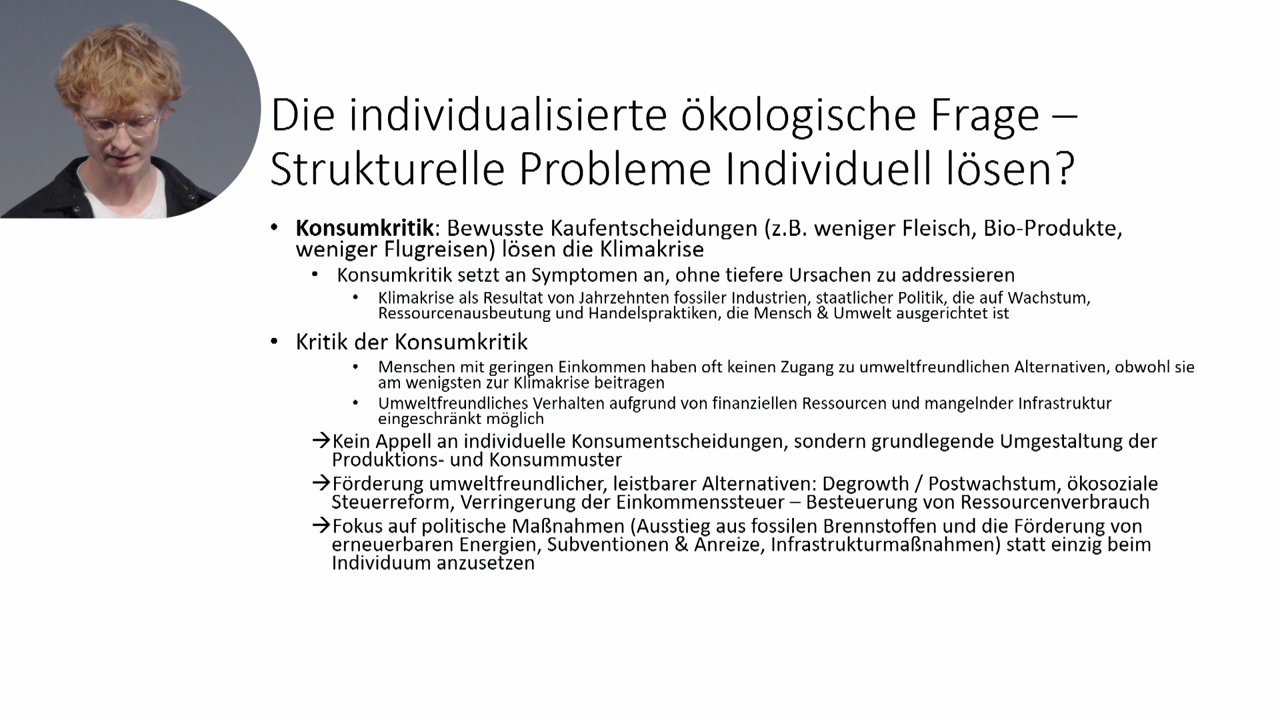 Die individualisierte ökologische Frage –
Strukturelle Probleme Individuell lösen?
• Konsumkritik: Bewusste Kaufentscheidungen (z.B. weniger Fleisch, Bio-Produkte,
weniger Flugreisen) lösen die Klimakrise
• Konsumkritik setzt an Symptomen an, ohne tiefere Ursachen zu addressieren
• Klimakrise als Resultat von Jahrzehnten fossiler Industrien, staatlicher Politik, die auf Wachstum,
Ressourcenausbeutung und Handelspraktiken, die Mensch & Umwelt ausgerichtet ist
• Kritik der Konsumkritik
• Menschen mit geringen Einkommen haben oft keinen Zugang zu umweltfreundlichen Alternativen, obwohl sie
am wenigsten zur Klimakrise beitragen
• Umweltfreundliches Verhalten aufgrund von finanziellen Ressourcen und mangelnder Infrastruktur
eingeschränkt möglich
→Kein Appell an individuelle Konsumentscheidungen, sondern grundlegende Umgestaltung der
Produktions- und Konsummuster
→Förderung umweltfreundlicher, leistbarer Alternativen: Degrowth / Postwachstum, ökosoziale
Steuerreform, Verringerung der Einkommenssteuer – Besteuerung von Ressourcenverbrauch
→Fokus auf politische Maßnahmen (Ausstieg aus fossilen Brennstoffen und die Förderung von
erneuerbaren Energien, Subventionen & Anreize, Infrastrukturmaßnahmen) statt einzig beim
Individuum anzusetzen